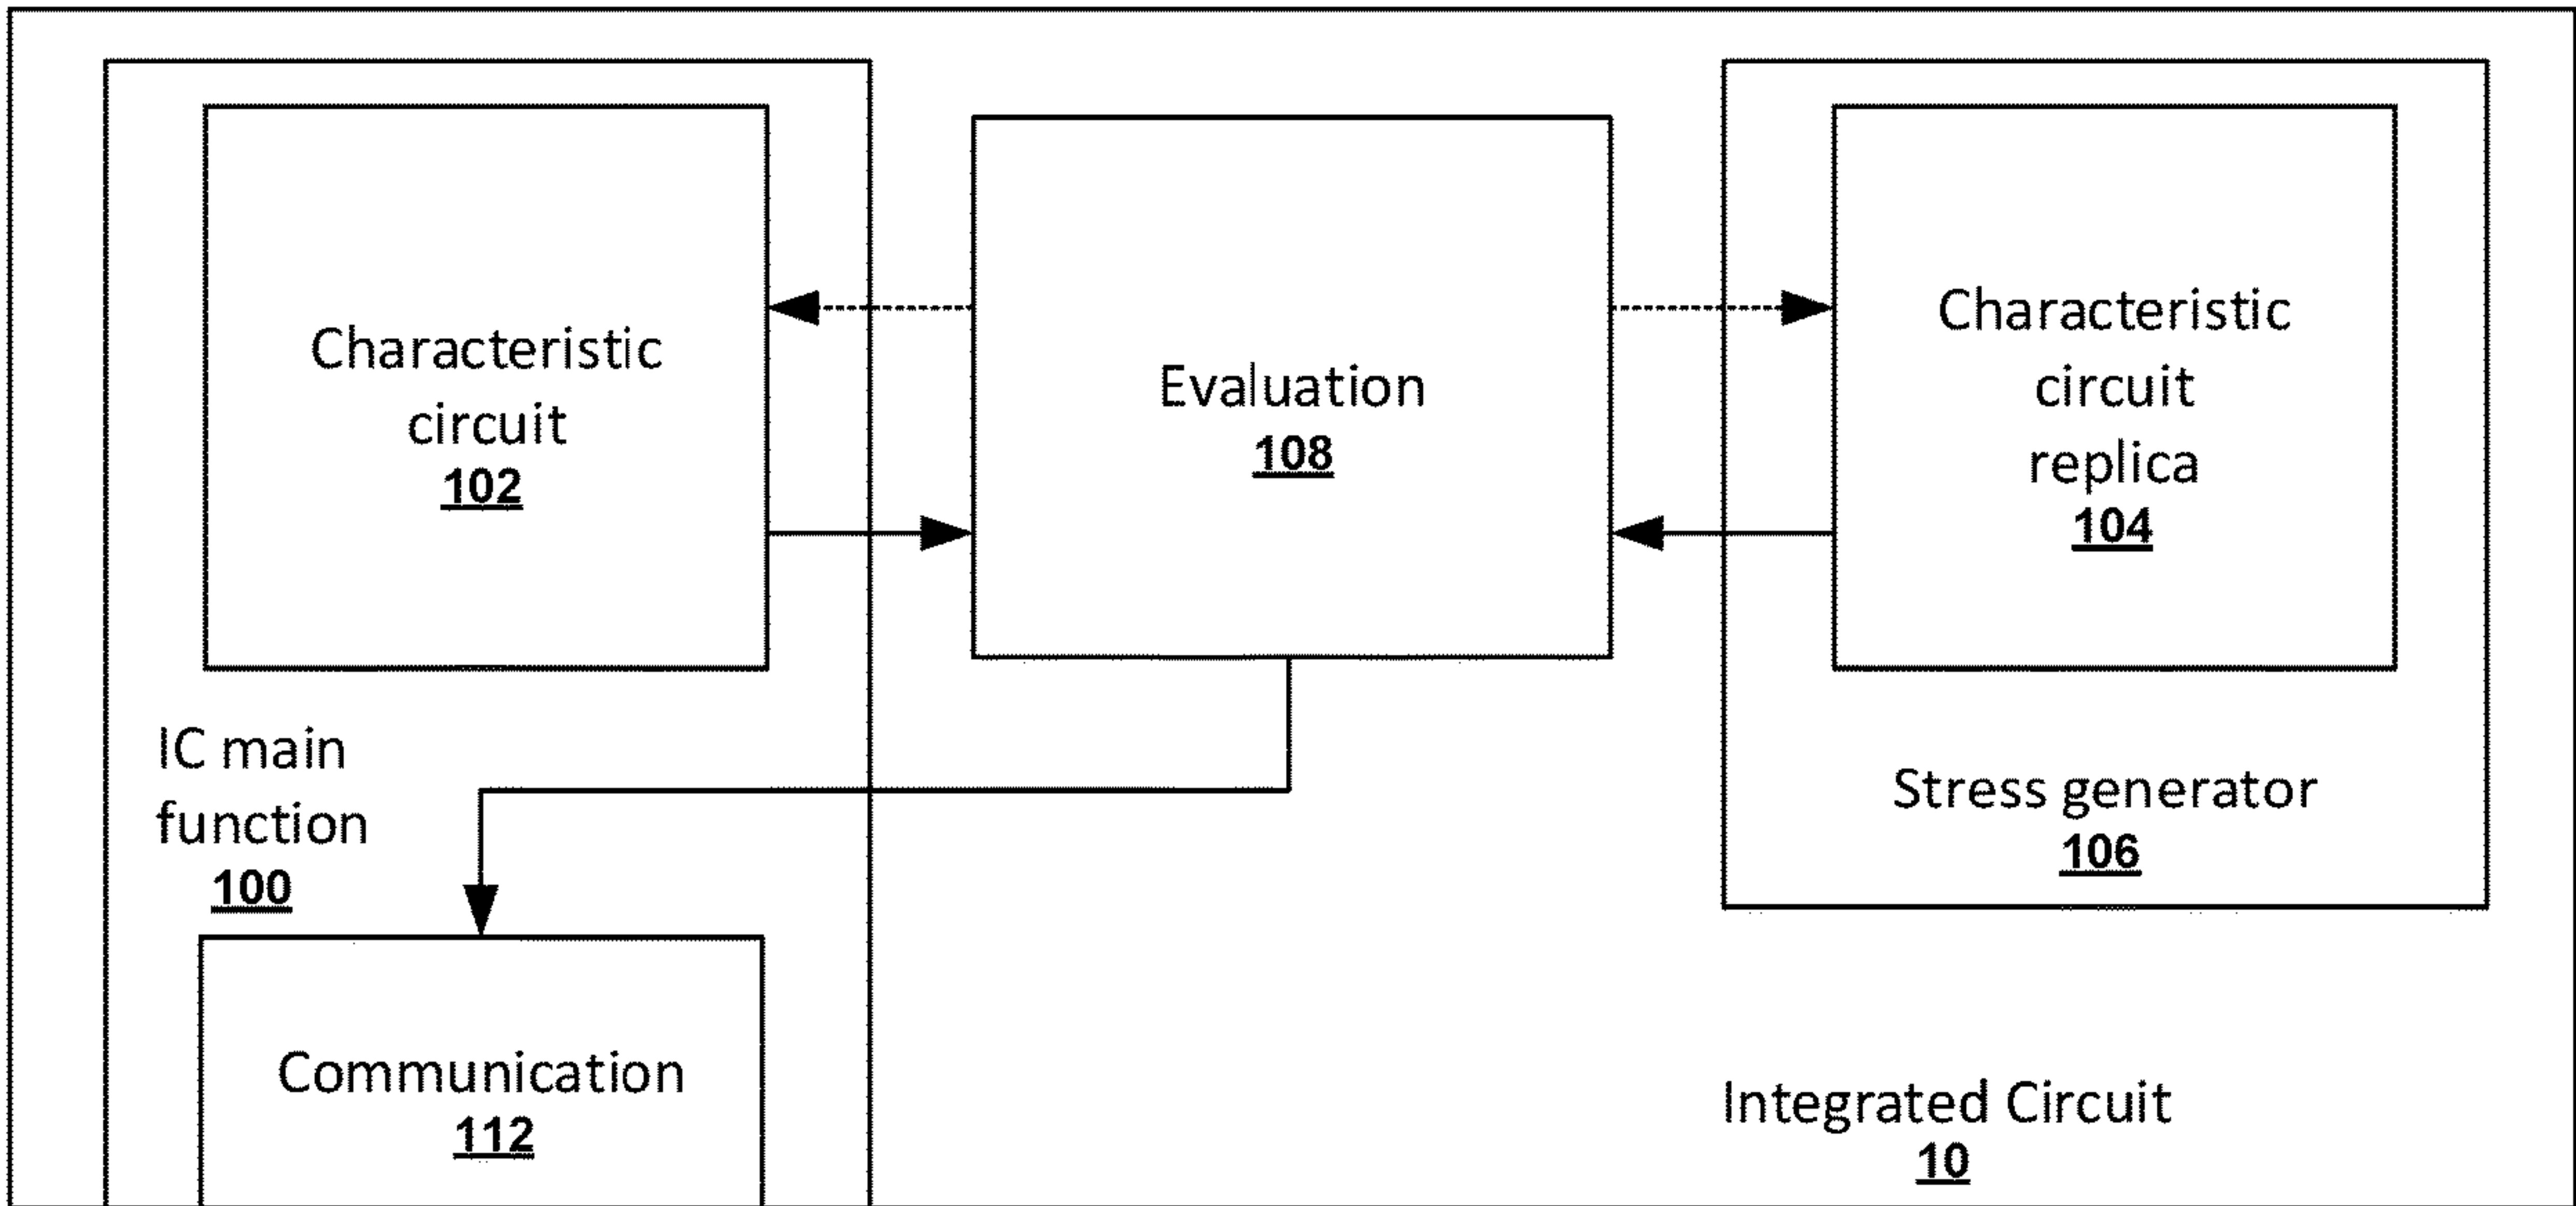 Characteristic
circuit
102
Evaluation
108
Characteristic
circuit
replica
104
IC main
function
100
Stress generator
106
Communication
112
Integrated Circuit
10